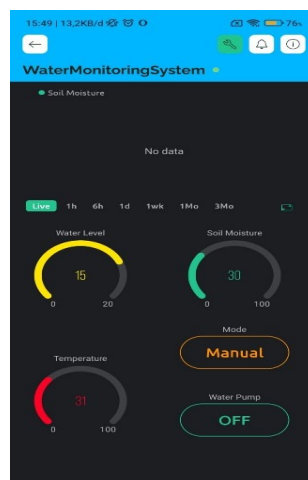 15:49 | 13,2KB/d
76%
WaterMonitoringSystem
Soil Moisture
No data
Live 1h 6h 1d 1wk 1Mo 3Mo
Water Level Soil Moisture
15 30
0 20 0 100
Mode
Manual
Temperature
31
0 100
Water Pump
OFF